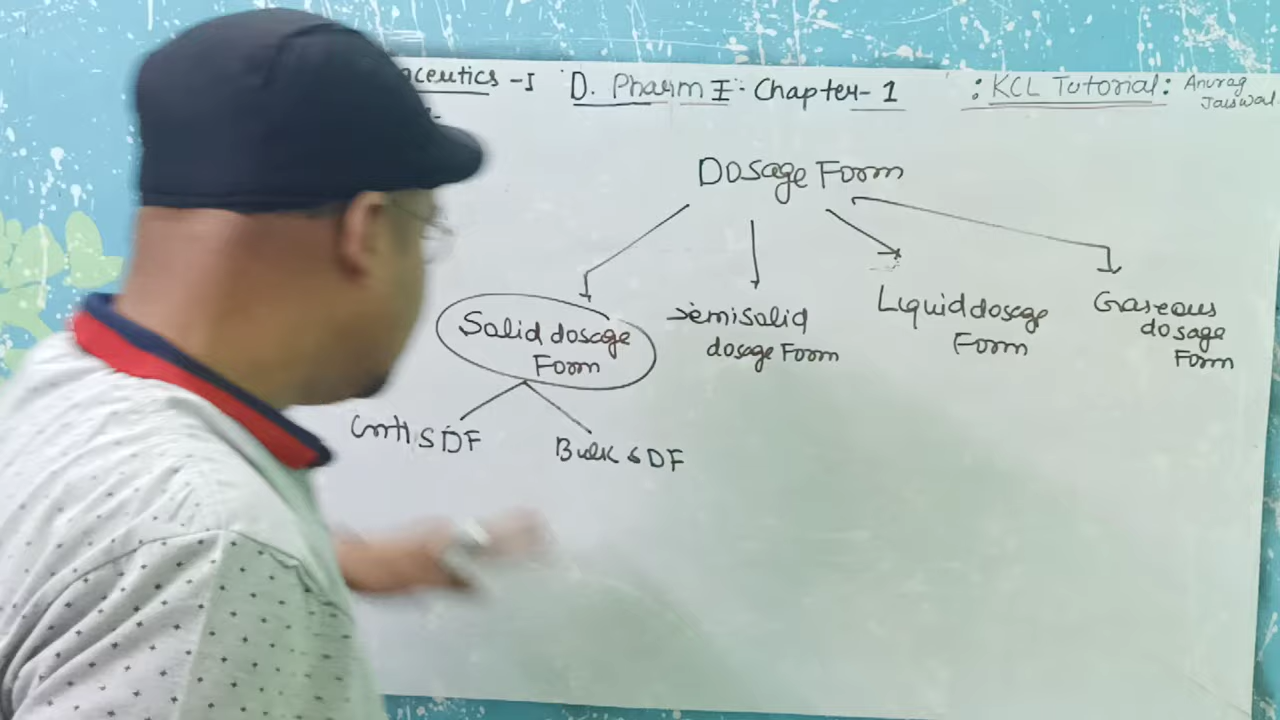 aceutics - I D. Pharm I: Chapter- 1 : KCL Tutorial: Anurag
Jaiswal
Dosage Form
Solid dosage
Form
Semisolid
dosage Form
Liquid dosage
Form
Gaseous
dosage
Form
SDF
Bulk SDF